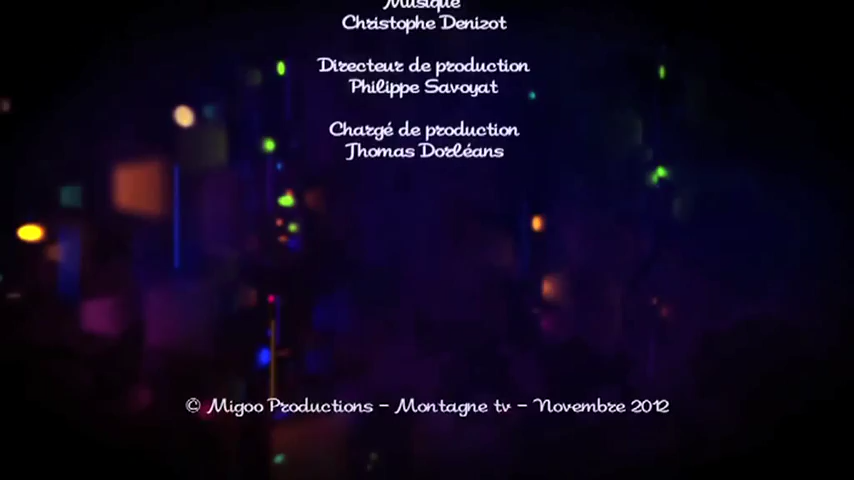 Musique
Christophe Denizot
Directeur de production
Philippe Savoyat
Chargé de production
Thomas Dorléans
© Migoo Productions - Montagne tv - Novembre 2012